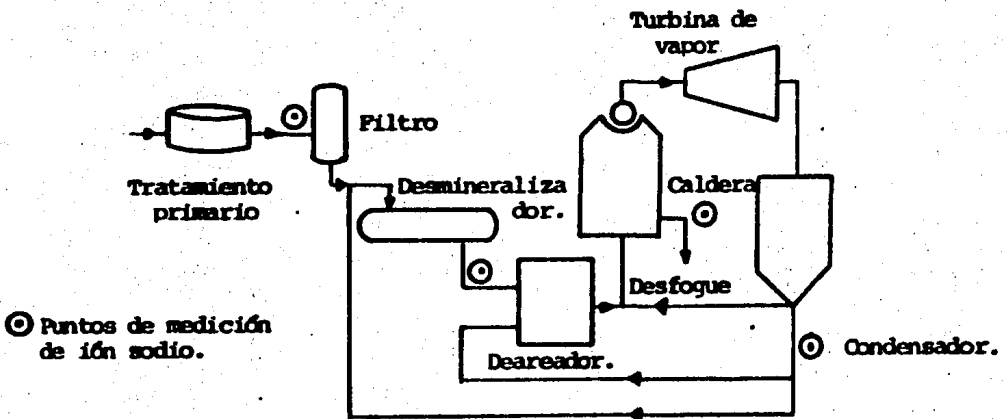 Turbina de
vapor
Filtro
Tratamiento
primario
Desmineraliza
dor.
Caldera
Desfogue
Puntos de medición
de ión sodio.
Deareador.
Condensador.